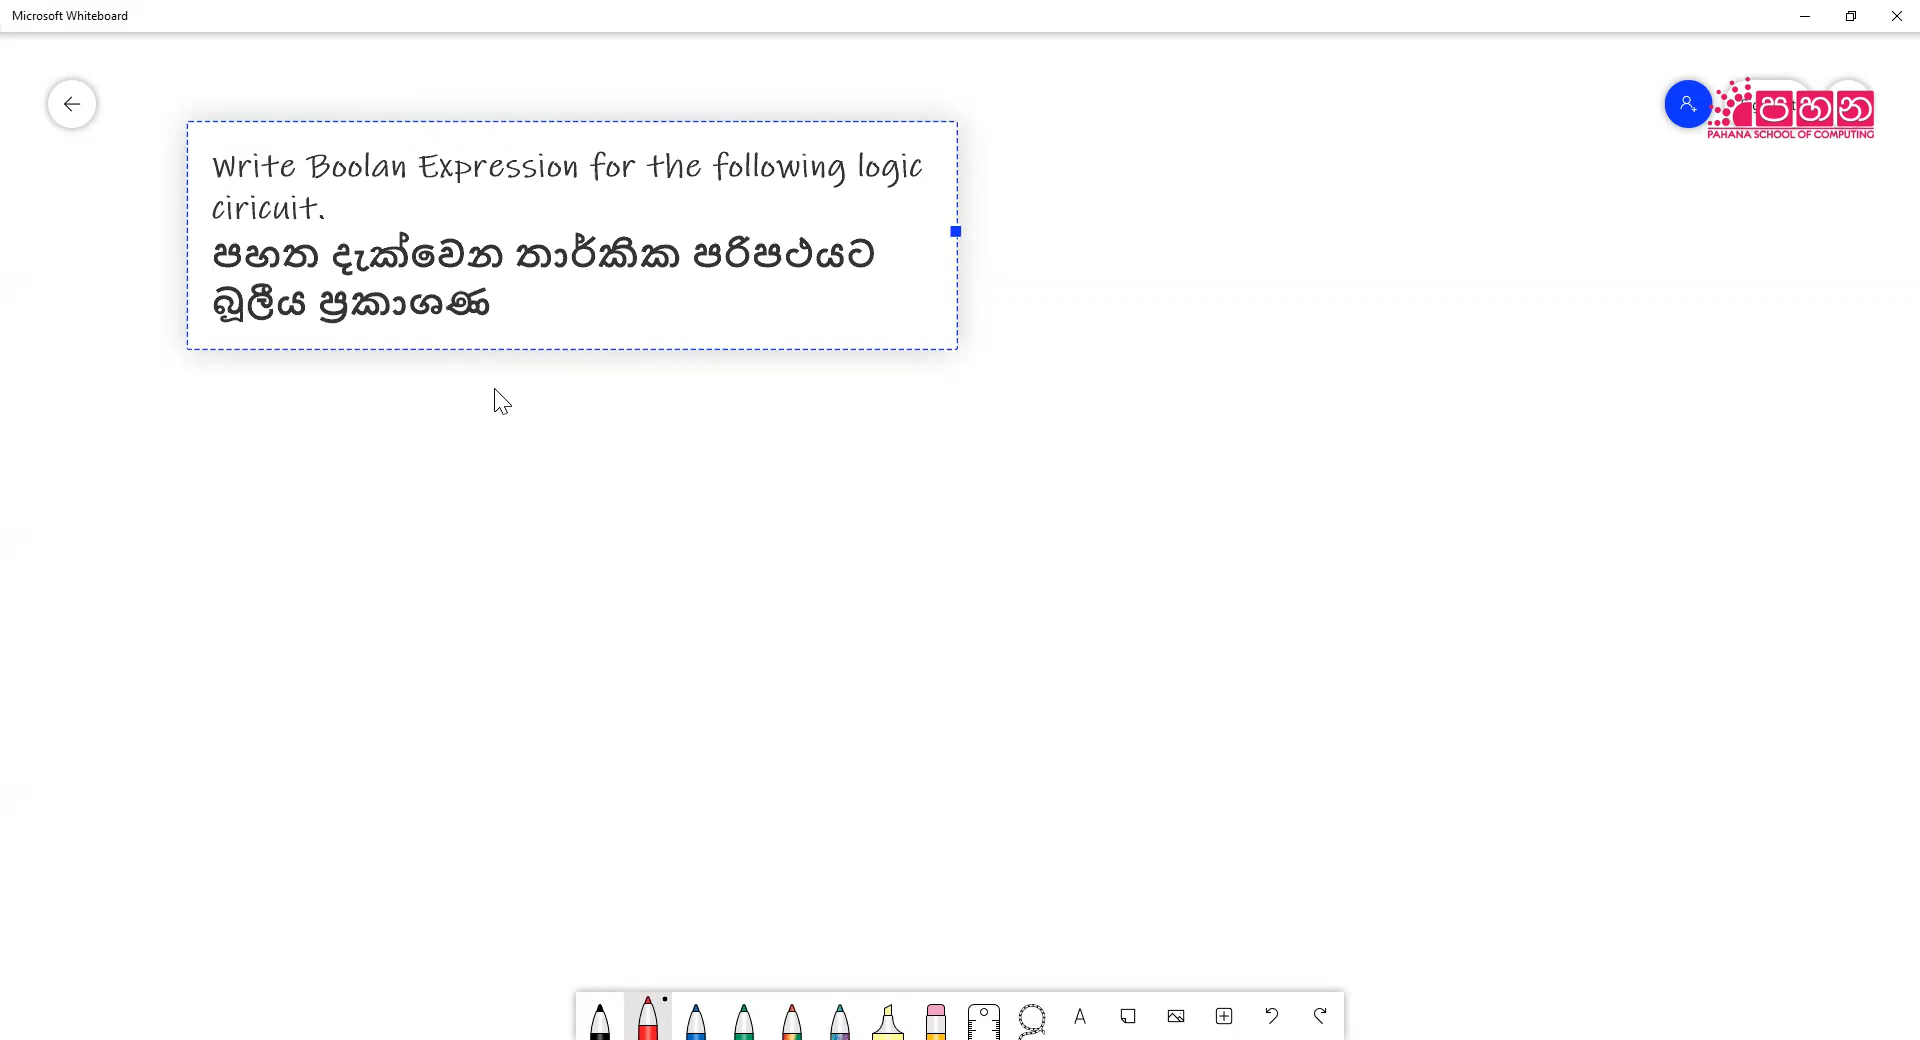 Microsoft Whiteboard
පහන
PAHANA SCHOOL OF COMPUTING
Write Boolan Expression for the following logic
ciricuit.
පහත දැක්වෙන තාර්කික පරිපථයට
බූලීය ප්‍රකාශණ